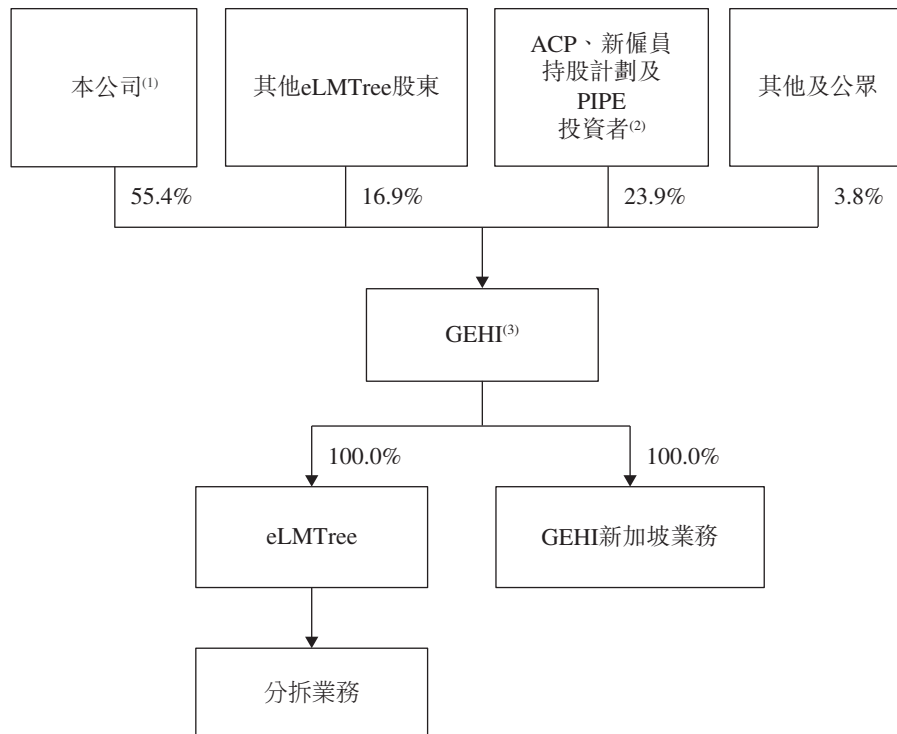 本公司(1)
其他eLMTree股東
ACP、新僱員
持股計劃及
PIPE
投資者(2)
其他及公眾
55.4%
16.9%
23.9%
3.8%
GEHI(3)
100.0%
100.0%
eLMTree
GEHI新加坡業務
分拆業務